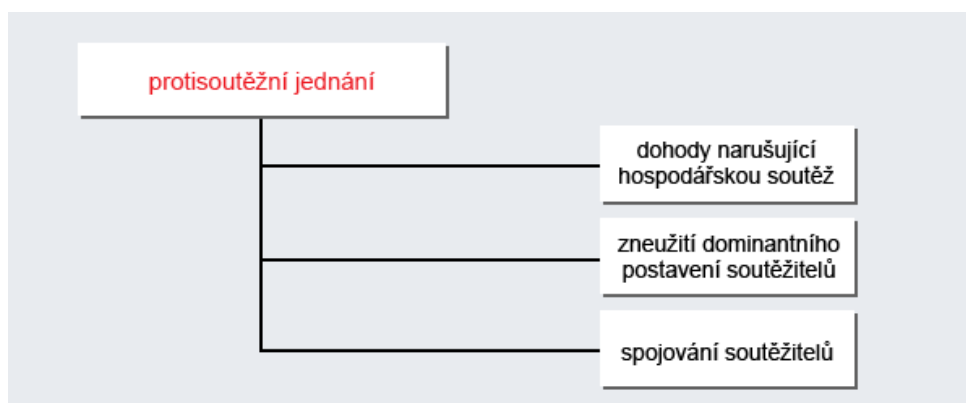 protisoutěžní jednání
dohody narušující
hospodářskou soutěž
zneužití dominantního
postavení soutěžitelů
spojování soutěžitelů